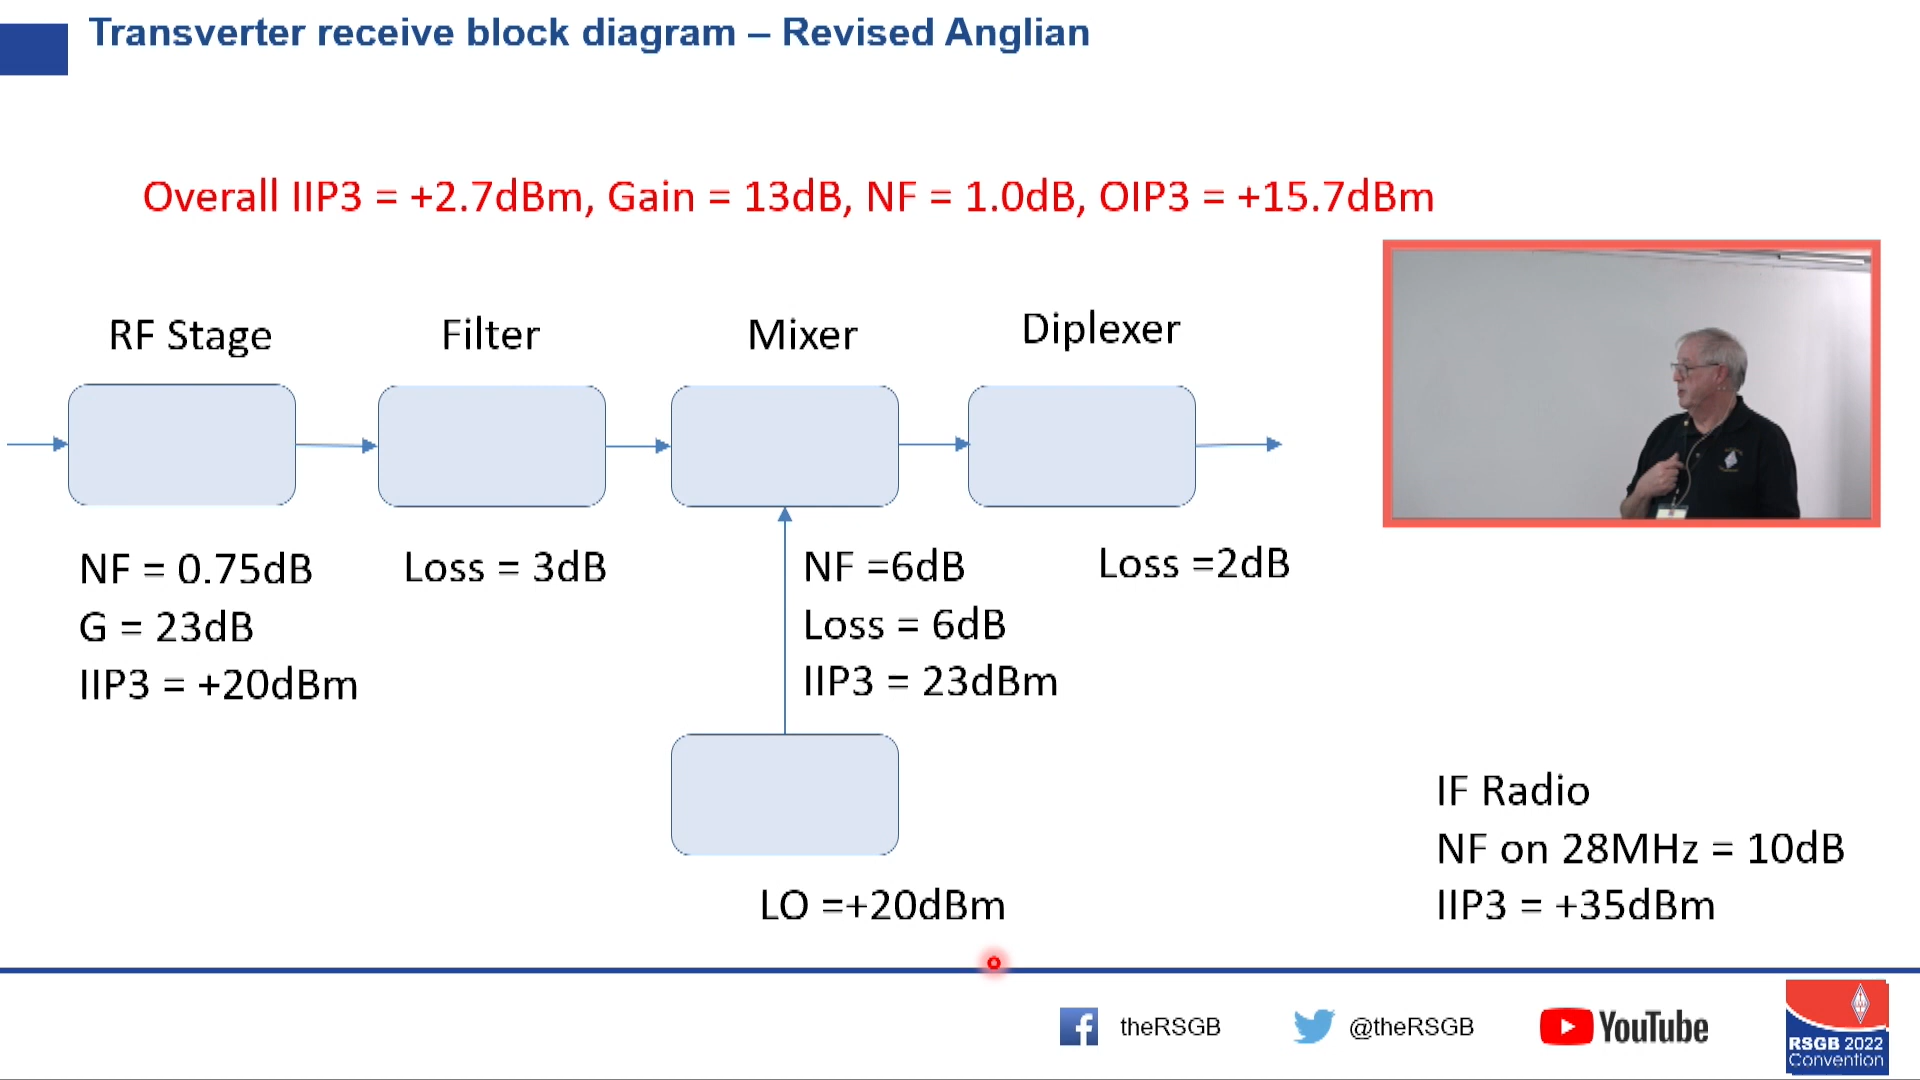 Transverter receive block diagram – Revised Anglian
Overall IIP3 = +2.7dBm, Gain = 13dB, NF = 1.0dB, OIP3 = +15.7dBm
RF Stage
Filter
Mixer
Diplexer
NF = 0.75dB
G = 23dB
IIP3 = +20dBm
Loss = 3dB
NF =6dB
Loss = 6dB
IIP3 = 23dBm
Loss =2dB
LO =+20dBm
IF Radio
NF on 28MHz = 10dB
IIP3 = +35dBm
theRSGB
@theRSGB
YouTube
RSGB 2022
Convention